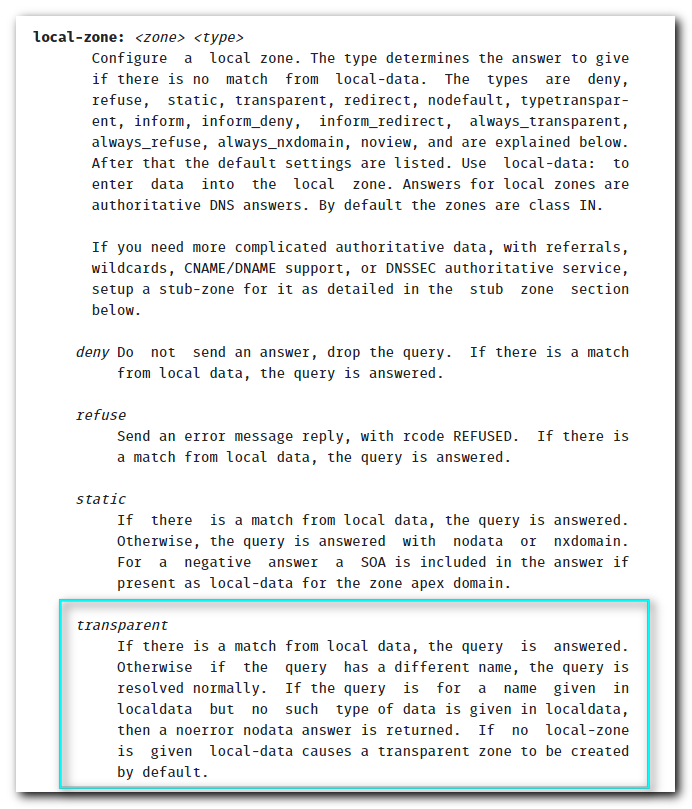 local-zone: <zone> <type>
Configure a local zone. The type determines the answer to give
if there is no match from local-data. The types are deny,
refuse, static, transparent, redirect, nodefault, typetranspar-
ent, inform, inform_deny, inform_redirect, always_transparent,
always_refuse, always_nxdomain, noview, and are explained below.
After that the default settings are listed. Use local-data: to
enter data into the local zone. Answers for local zones are
authoritative DNS answers. By default the zones are class IN.
If you need more complicated authoritative data, with referrals,
wildcards, CNAME/DNAME support, or DNSSEC authoritative service,
setup a stub-zone for it as detailed in the stub zone section
below.
deny Do not send an answer, drop the query. If there is a match
from local data, the query is answered.
refuse
Send an error message reply, with rcode REFUSED. If there is
a match from local data, the query is answered.
static
If there is a match from local data, the query is answered.
Otherwise, the query is answered with nodata or nxdomain.
For a negative answer a SOA is included in the answer if
present as local-data for the zone apex domain.
transparent
If there is a match from local data, the query is answered.
Otherwise if the query has a different name, the query is
resolved normally. If the query is for a name given in
localdata but no such type of data is given in localdata,
then a noerror nodata answer is returned. If no local-zone
is given local-data causes a transparent zone to be created
by default.